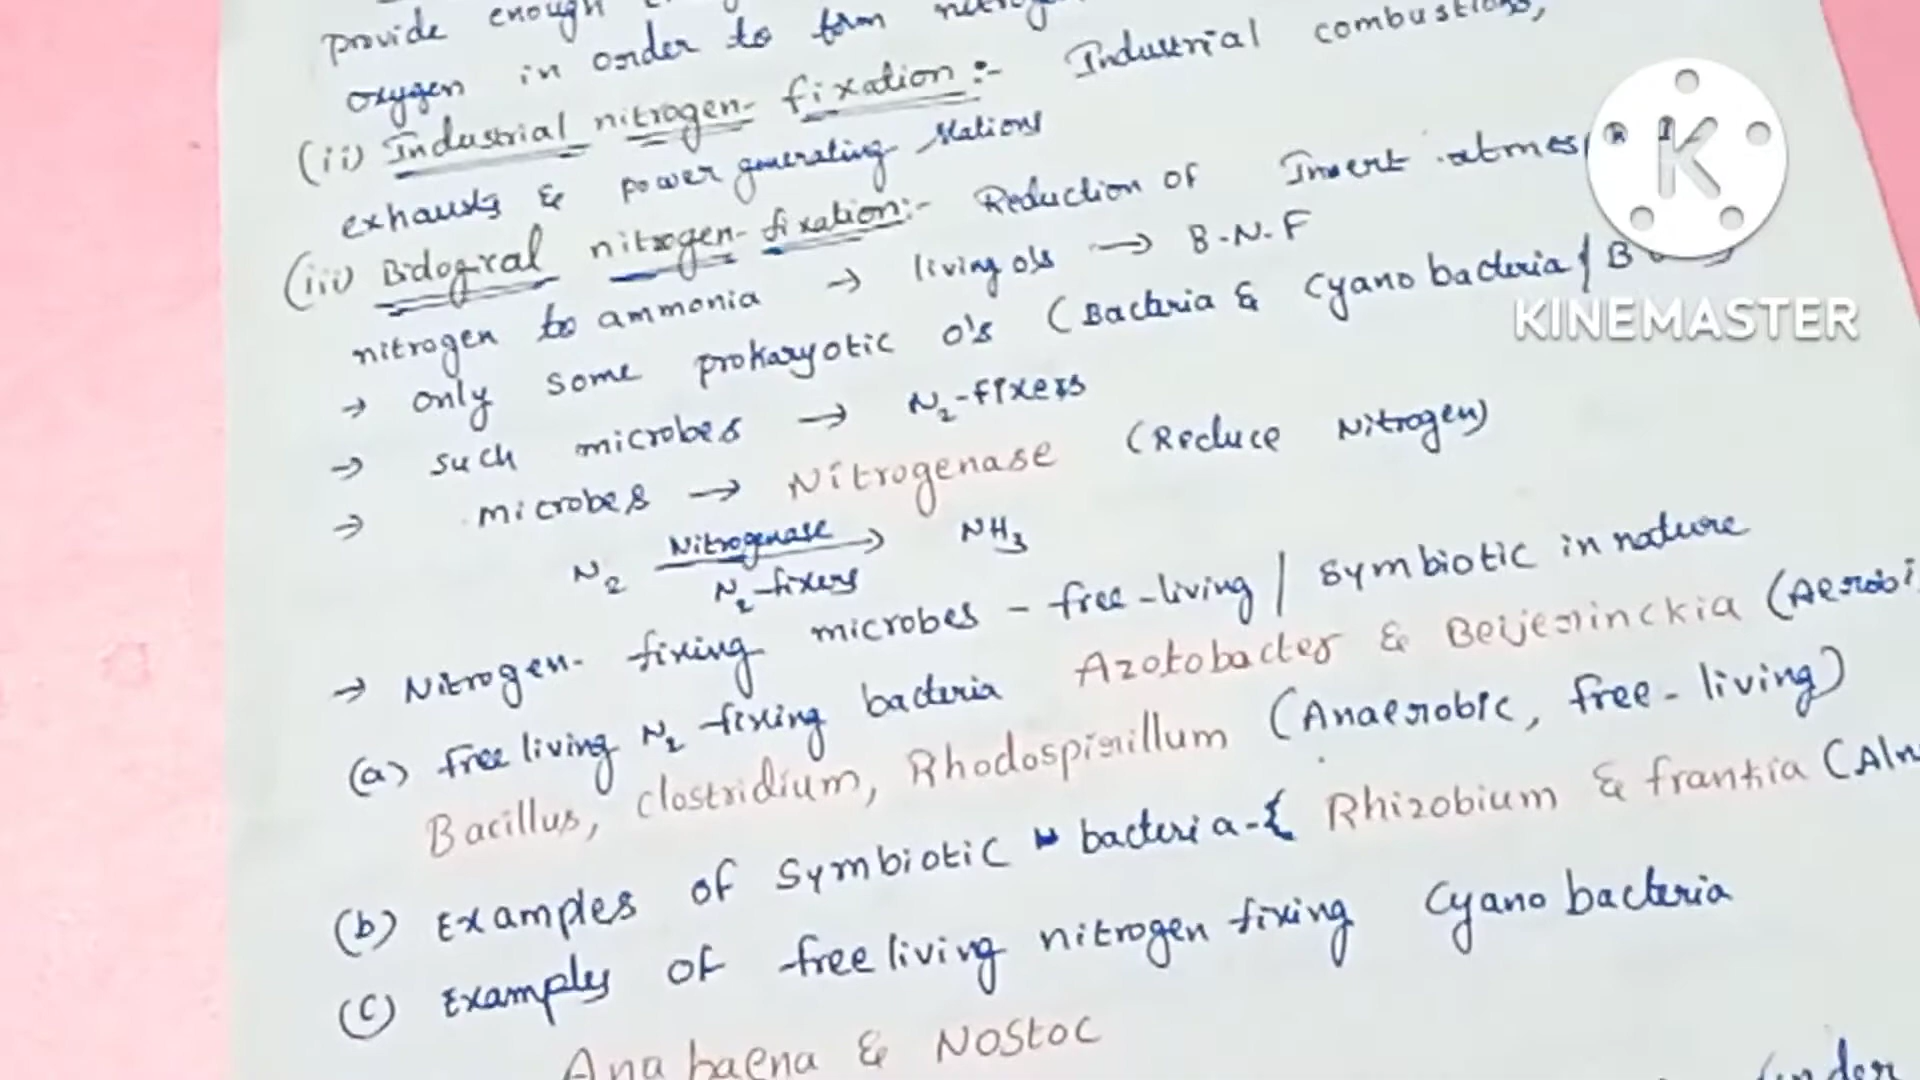 provide enough
oxygen in order to form
(ii) Industrial nitrogen- fixation :- Industrial combustions,
exhausts & power generating stations
(iii) Biological nitrogen-fixation:- Reduction of Innert
nitrogen to ammonia → living o's → B.N.F
→ only some prokaryotic o's (Bacteria & Cyano bacteria
→ such microbes → N₂-fixers
→ microbes → Nitrogenase (Reduce Nitrogen)
N₂ Nitrogenase → NH₃
N₂-fixers
→ Nitrogen- fixing microbes - free-living / symbiotic in nature
(a) free living N₂-fixing bacteria Azotobacter & Beijerinckia
Bacillus, clostridium, Rhodospirillum (Anaerobic, free-living)
(b) Examples of Symbiotic bacteria-{ Rhizobium & frankia
(c) Examples of free living nitrogen fixing Cyano bacteria
Anabaena & NOStoc
KINEMASTER